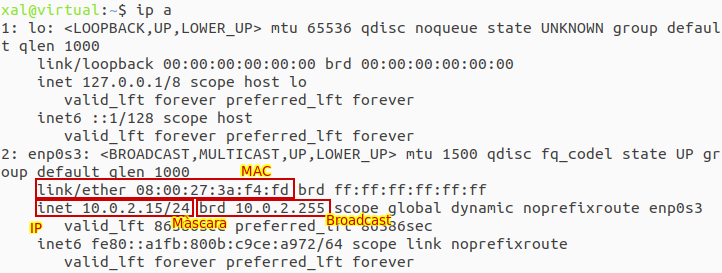 xal@virtual:~$ ip a
1: lo: <LOOPBACK,UP,LOWER_UP> mtu 65536 qdisc noqueue state UNKNOWN group defaul
t qlen 1000
link/loopback 00:00:00:00:00:00 brd 00:00:00:00:00:00
inet 127.0.0.1/8 scope host lo
valid_lft forever preferred_lft forever
inet6 ::1/128 scope host
valid_lft forever preferred_lft forever
2: enp0s3: <BROADCAST,MULTICAST,UP,LOWER_UP> mtu 1500 qdisc fq_codel state UP gr
oup default qlen 1000
MAC
link/ether 08:00:27:3a:f4:fd brd ff:ff:ff:ff:ff:ff
inet 10.0.2.15/24 brd 10.0.2.255 scope global dynamic noprefixroute enp0s3
IP
Màscara
Broadcast
valid_lft preferred_lft
inet6 fe80::a1fb:800b:c9ce:a972/64 scope link noprefixroute
valid_lft forever preferred_lft forever